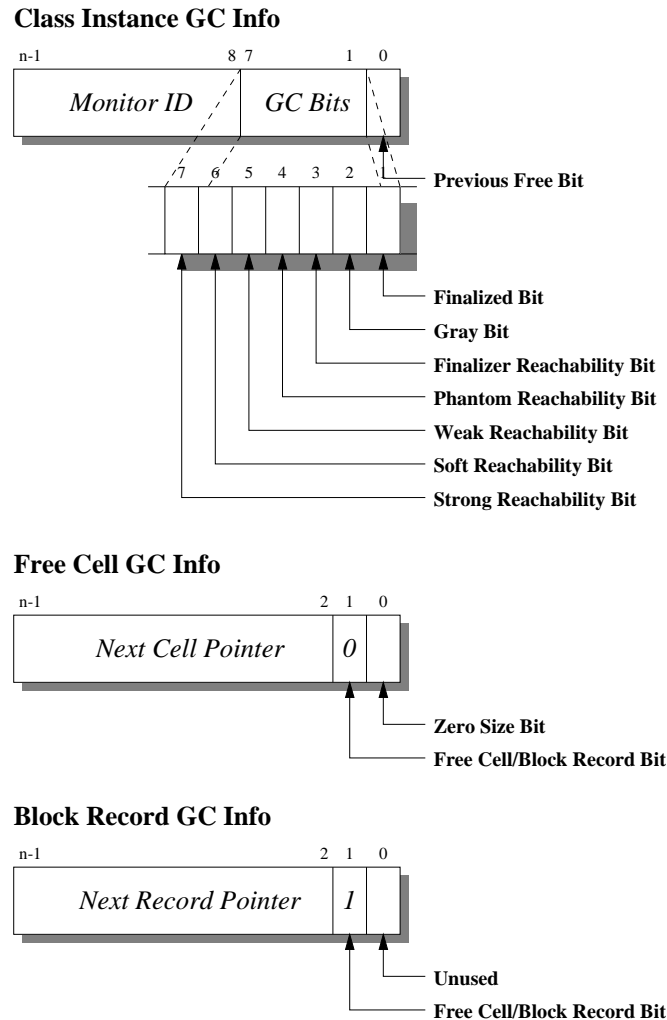 Class Instance GC Info
n-1 8 7 1 0
Monitor ID GC Bits
7 6 5 4 3 2 1
Previous Free Bit
Finalized Bit
Gray Bit
Finalizer Reachability Bit
Phantom Reachability Bit
Weak Reachability Bit
Soft Reachability Bit
Strong Reachability Bit
Free Cell GC Info
n-1 2 1 0
Next Cell Pointer 0
Zero Size Bit
Free Cell/Block Record Bit
Block Record GC Info
n-1 2 1 0
Next Record Pointer 1
Unused
Free Cell/Block Record Bit